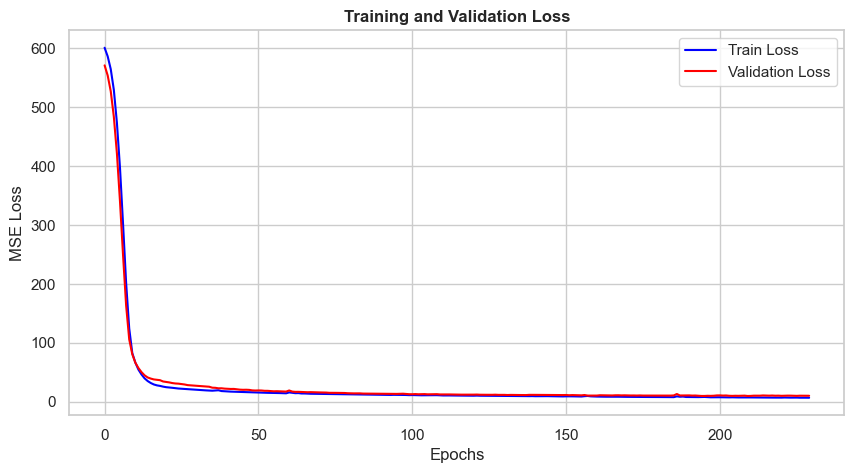 Training and Validation Loss
Train Loss
Validation Loss
MSE Loss
600
500
400
300
200
100
0
0 50 100 150 200
Epochs